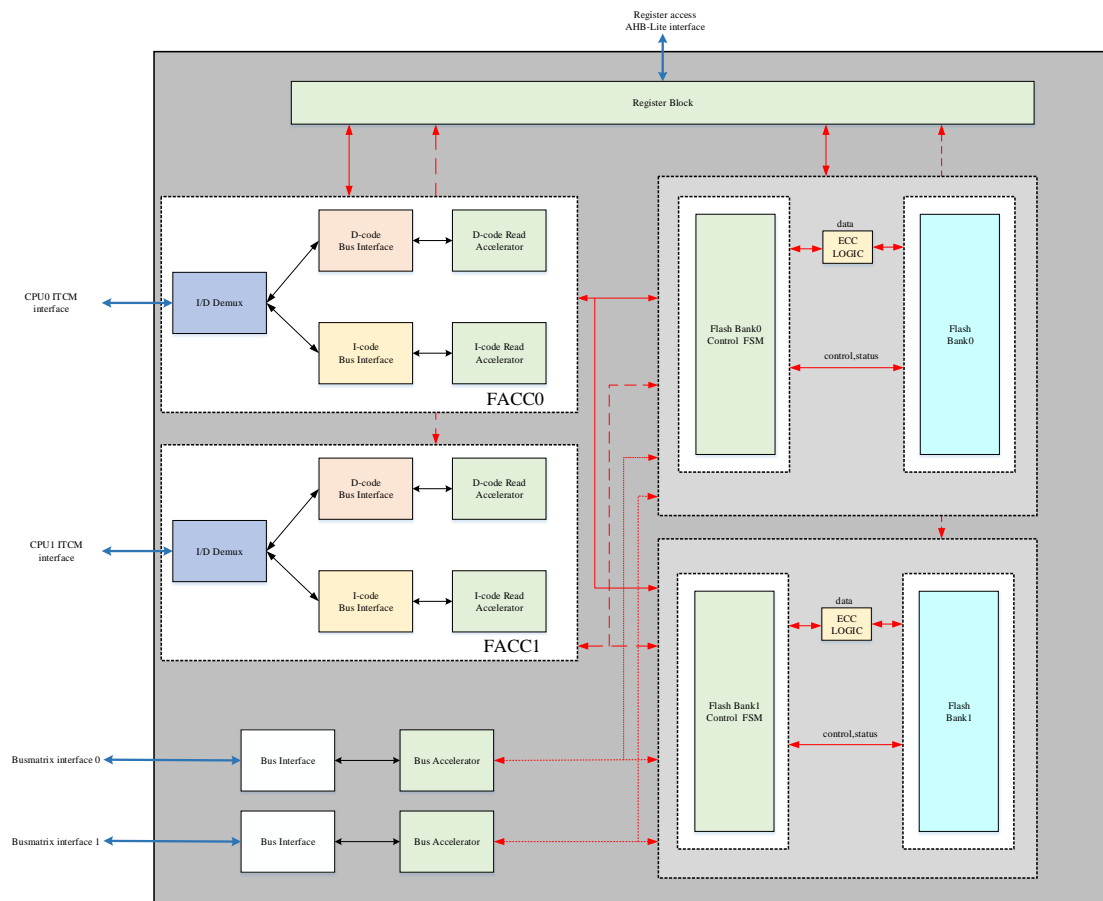 Register access
AHB-Lite interface
Register Block
D-code
Bus Interface
D-code Read
Accelerator
I/D Demux
CPU0 ITCM
interface
I-code
Bus Interface
I-code Read
Accelerator
FACC0
data
ECC
LOGIC
Flash Bank0
Control FSM
Flash
Bank0
control,status
D-code
Bus Interface
D-code Read
Accelerator
I/D Demux
CPU1 ITCM
interface
I-code
Bus Interface
I-code Read
Accelerator
FACC1
data
ECC
LOGIC
Flash Bank1
Control FSM
Flash
Bank1
control,status
Busmatrix interface 0
Bus Interface
Bus Accelerator
Busmatrix interface 1
Bus Interface
Bus Accelerator